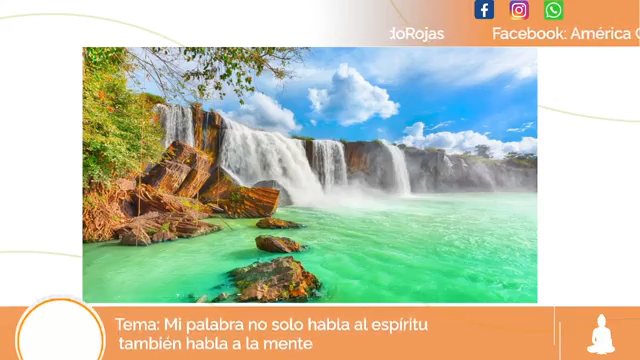 doRojas
Facebook: América
Tema: Mi palabra no solo habla al espíritu
también habla a la mente